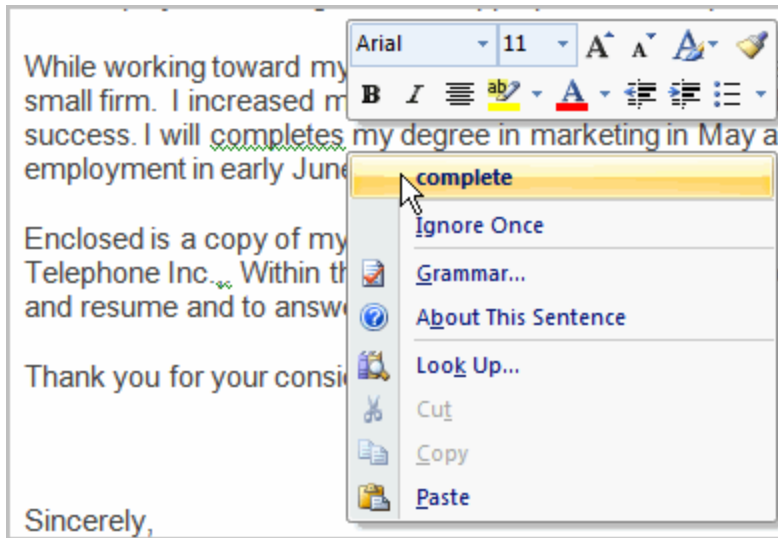 Arial 11 A A A
While working toward my
B I ab A
small firm. I increased m
success. I will completes my degree in marketing in May a
employment in early June
complete
Ignore Once
Enclosed is a copy of my
Telephone Inc.,. Within th
Grammar...
and resume and to answ
About This Sentence
Look Up...
Thank you for your consi
Cut
Copy
Paste
Sincerely,